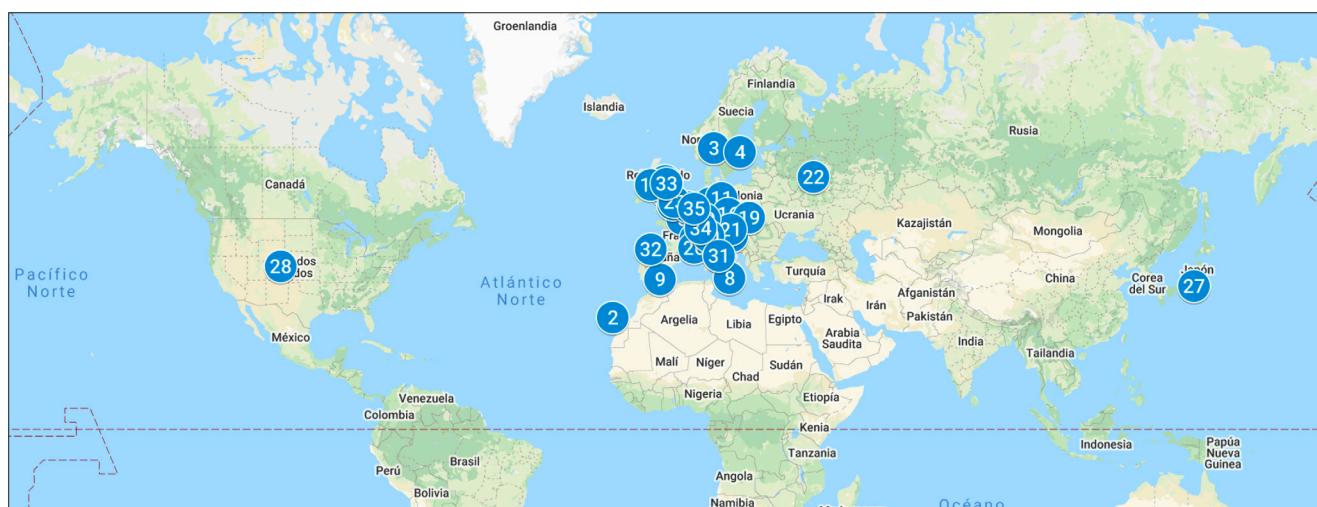 Groenlandia
Islandia
Finlandia
Suecia
Rusia
3
4
22
33
Canadá
11
35
19
Ucrania
Kazajistán
Mongolia
34
21
32
31
28
Pacífico
Norte
Atlántico
Norte
9
8
Turquía
China
Corea
del Sur
27
Afganistán
Irak
Irán
Pakistán
2
Argelia
Libia
Egipto
Arabia
Saudita
India
México
Malí
Níger
Sudán
Chad
Tailandia
Nigeria
Etiopía
Venezuela
Colombia
Kenia
Indonesia
Papúa
Nueva
Guinea
Tanzania
Perú
Brasil
Angola
Bolivia
Namibia
Océano